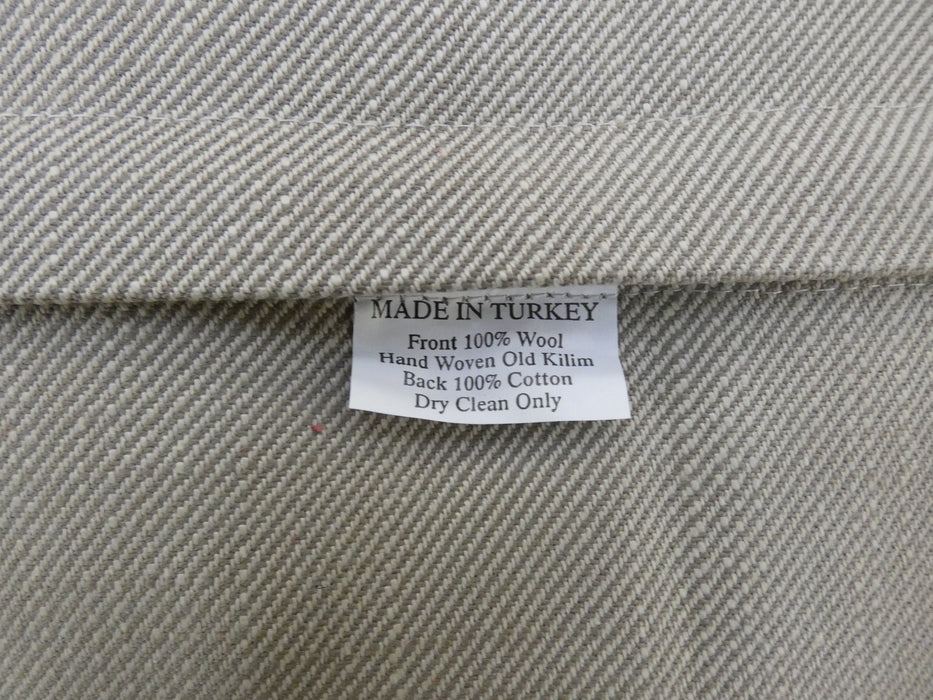 MADE IN TURKEY
Front 100% Wool
Hand Woven Old Kilim
Back 100% Cotton
Dry Clean Only